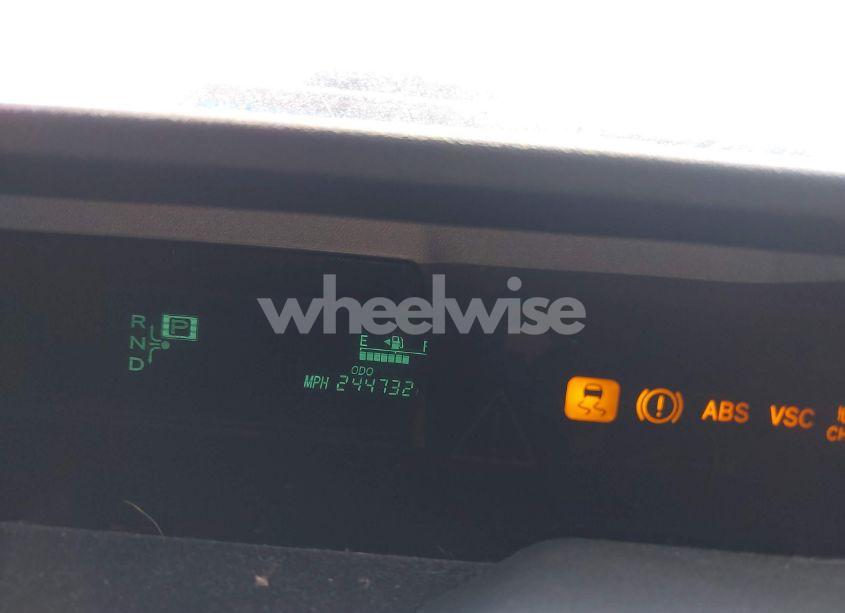 wheelwise
R P
N
D
E F
ODO
MPH 244732
ABS VSC